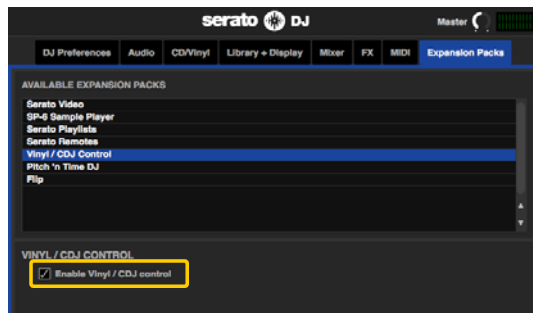 serato DJ
Master
DJ Preferences Audio CD/Vinyl Library + Display Mixer FX MIDI Expansion Packs
AVAILABLE EXPANSION PACKS
Serato Video
SP-6 Sample Player
Serato Playlists
Serato Remotes
Vinyl / CDJ Control
Pitch 'n Time DJ
Flip
VINYL / CDJ CONTROL
Enable Vinyl / CDJ control